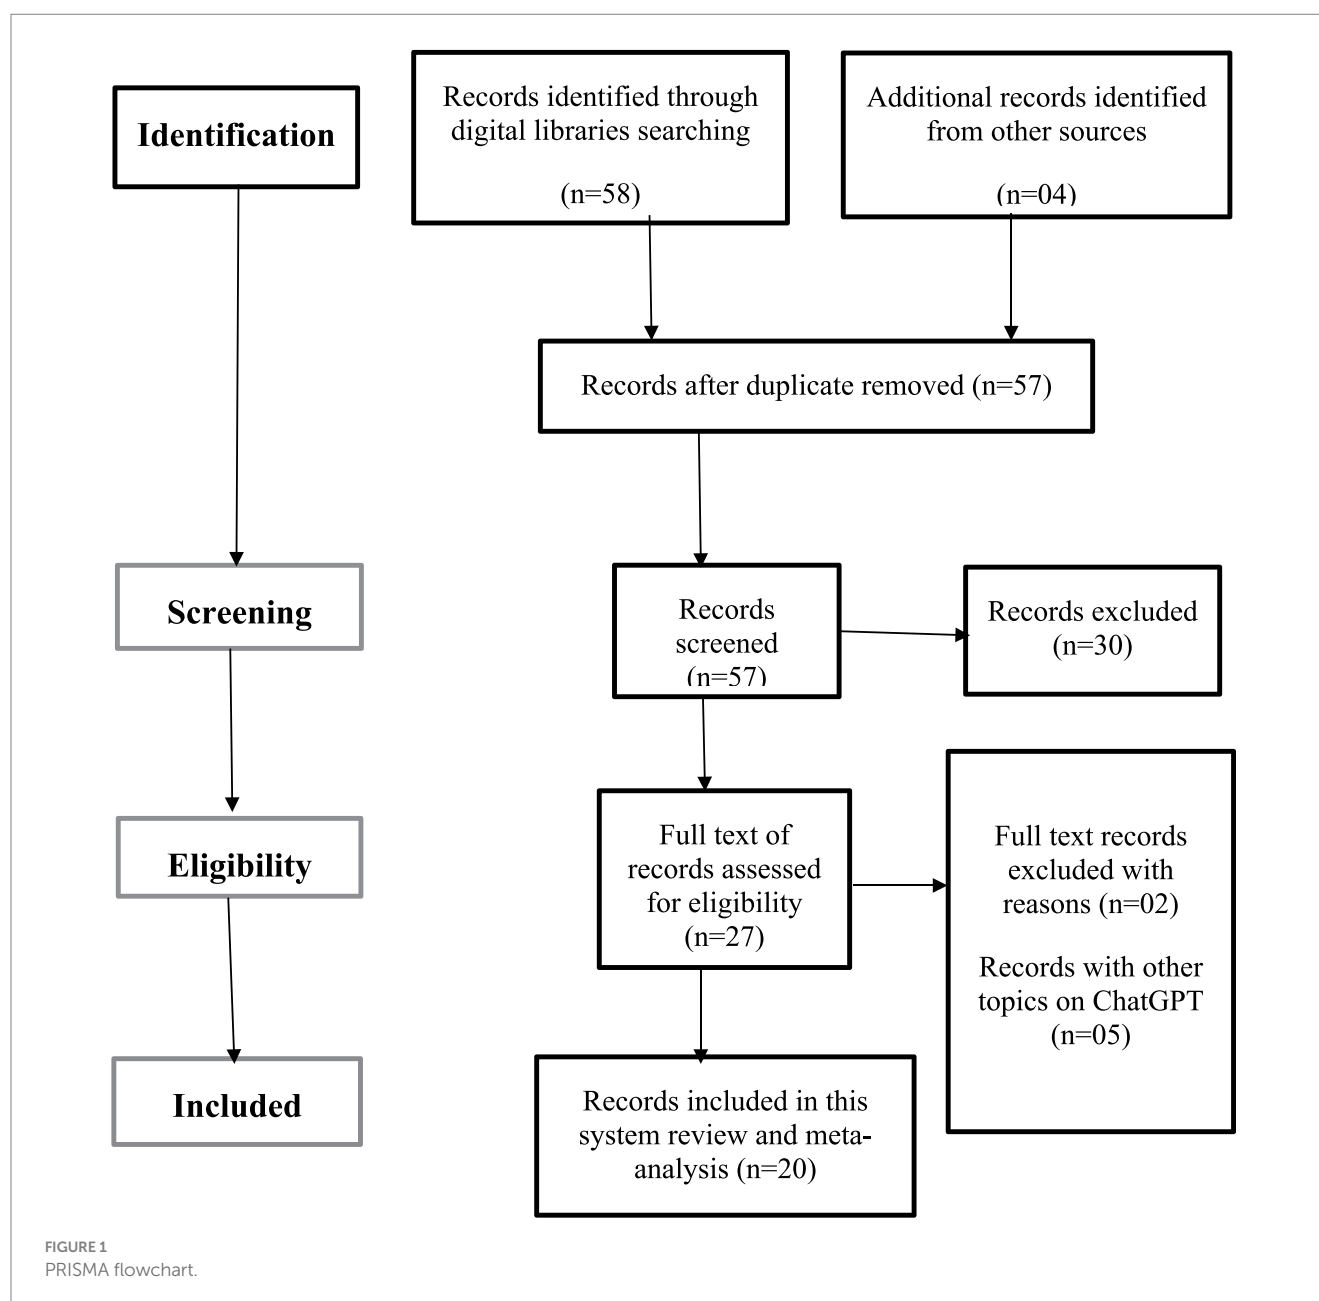 Identification
Records identified through
digital libraries searching
(n=58)
Additional records identified
from other sources
(n=04)
Records after duplicate removed (n=57)
Screening
Records
screened
(n=57)
Records excluded
(n=30)
Eligibility
Full text of
records assessed
for eligibility
(n=27)
Full text records
excluded with
reasons (n=02)
Records with other
topics on ChatGPT
(n=05)
Included
Records included in this
system review and meta-
analysis (n=20)
FIGURE 1
PRISMA flowchart.